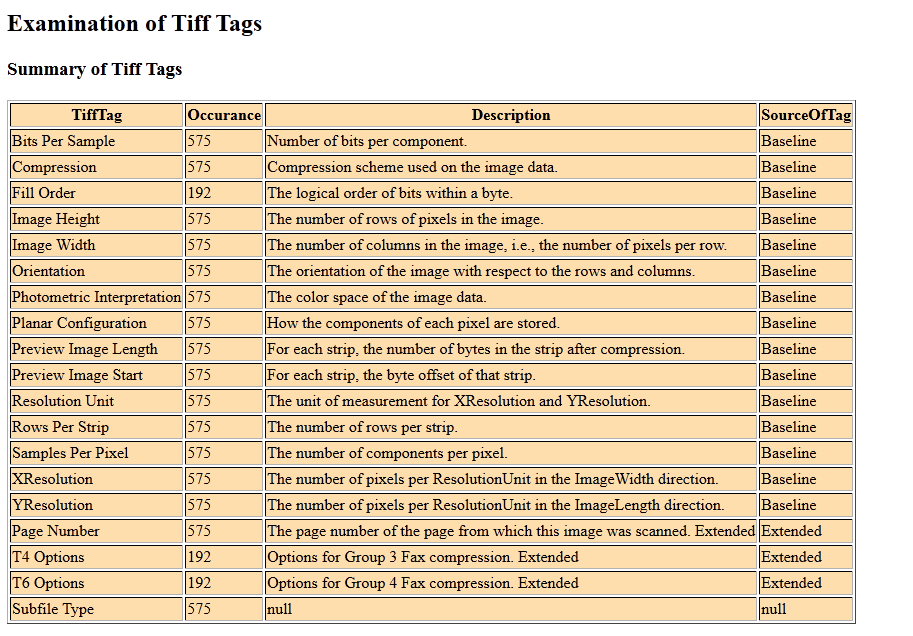 Examination of Tiff Tags
Summary of Tiff Tags
TiffTag Occurance Description SourceOfTag
Bits Per Sample 575 Number of bits per component. Baseline
Compression 575 Compression scheme used on the image data. Baseline
Fill Order 192 The logical order of bits within a byte. Baseline
Image Height 575 The number of rows of pixels in the image. Baseline
Image Width 575 The number of columns in the image, i.e., the number of pixels per row. Baseline
Orientation 575 The orientation of the image with respect to the rows and columns. Baseline
Photometric Interpretation 575 The color space of the image data. Baseline
Planar Configuration 575 How the components of each pixel are stored. Baseline
Preview Image Length 575 For each strip, the number of bytes in the strip after compression. Baseline
Preview Image Start 575 For each strip, the byte offset of that strip. Baseline
Resolution Unit 575 The unit of measurement for XResolution and YResolution. Baseline
Rows Per Strip 575 The number of rows per strip. Baseline
Samples Per Pixel 575 The number of components per pixel. Baseline
XResolution 575 The number of pixels per ResolutionUnit in the ImageWidth direction. Baseline
YResolution 575 The number of pixels per ResolutionUnit in the ImageLength direction. Baseline
Page Number 575 The page number of the page from which this image was scanned. Extended Extended
T4 Options 192 Options for Group 3 Fax compression. Extended Extended
T6 Options 192 Options for Group 4 Fax compression. Extended Extended
Subfile Type 575 null null